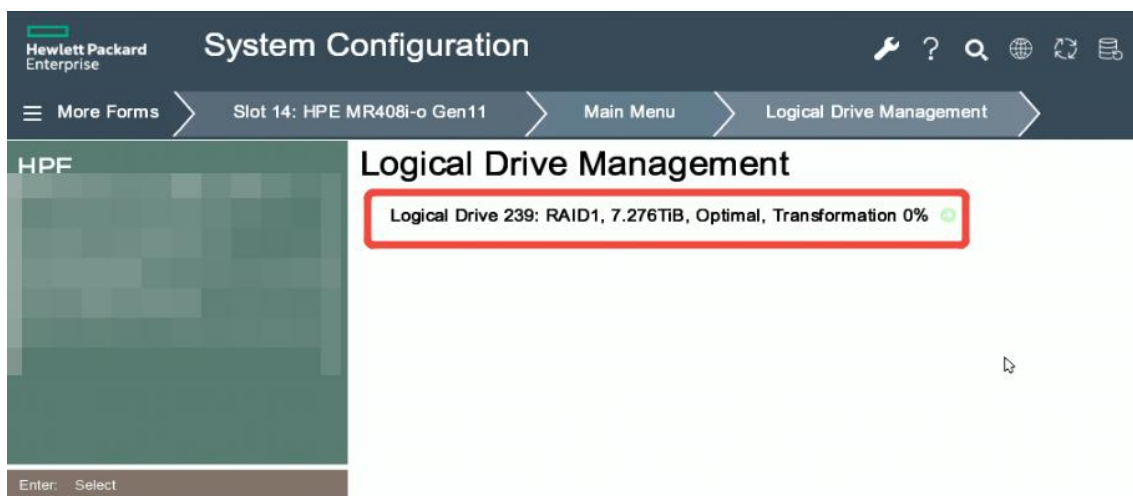 Hewlett Packard
Enterprise
System Configuration
?
More Forms
Slot 14: HPE MR408i-o Gen11
Main Menu
Logical Drive Management
HPE
Logical Drive Management
Logical Drive 239: RAID1, 7.276TiB, Optimal, Transformation 0%
Enter: Select